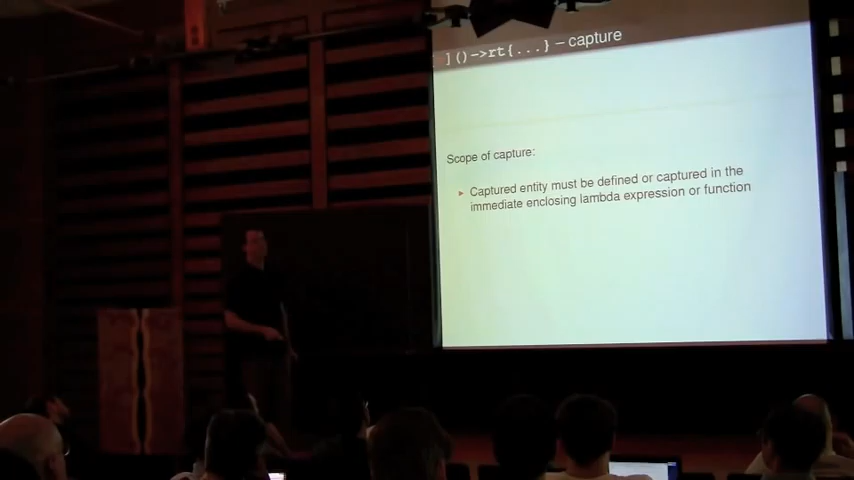 ]()->rt{...} – capture
Scope of capture:
Captured entity must be defined or captured in the
immediate enclosing lambda expression or function